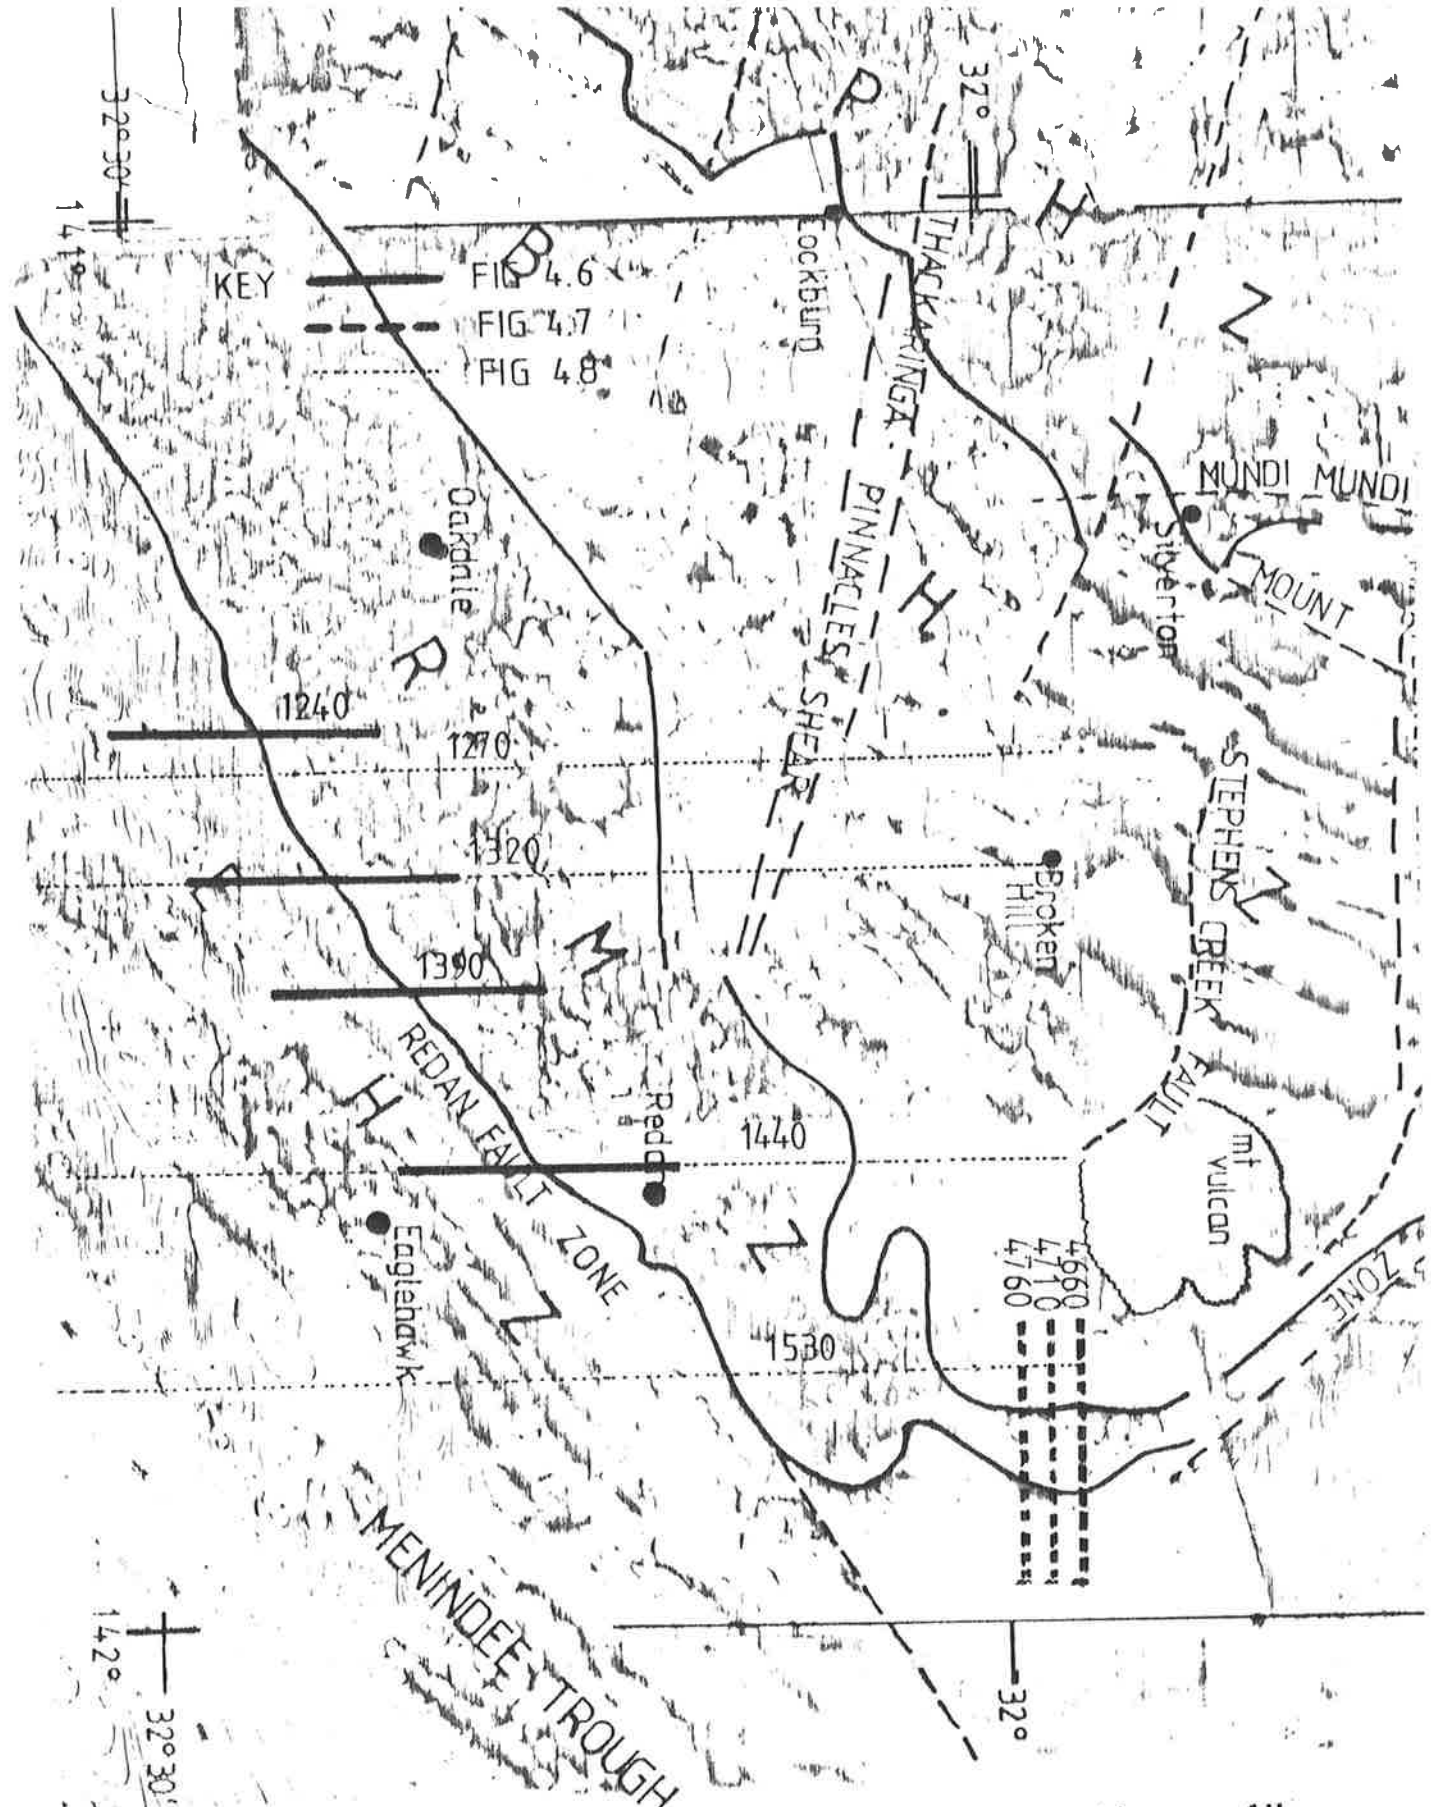 32°
32°30'
141°
R
H
Z
KEY
FIG 4.6
FIG 4.7
FIG 4.8
B
R
M
Z
H
Z
R
H
Z
Cockburn
THACKARINGA
PINNACLES SHEAR
MUNDI MUNDI
Silverton
MOUNT
Oakdale
1240
1270
1320
1390
1440
1530
STEPHENS CREEK FAULT
Broken
Hill
mt
vulcan
Redan
REDAN FAULT ZONE
Eaglehawk
4660
4710
4760
ZONE
MENINDEE TROUGH
142°
32°30'
32°